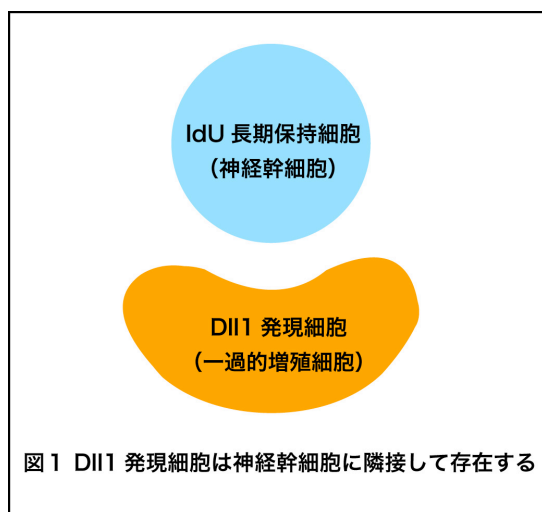 IdU 長期保持細胞
（神経幹細胞）
Dll1 発現細胞
（一過的増殖細胞）
図1 Dll1 発現細胞は神経幹細胞に隣接して存在する